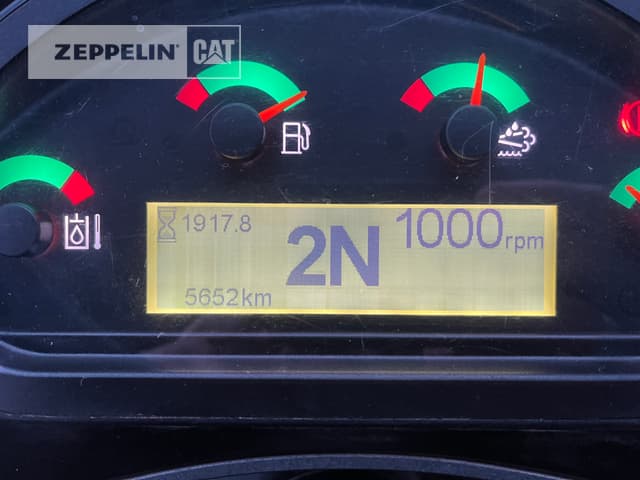 ZEPPELIN CAT
1917.8
2N
1000rpm
5652km